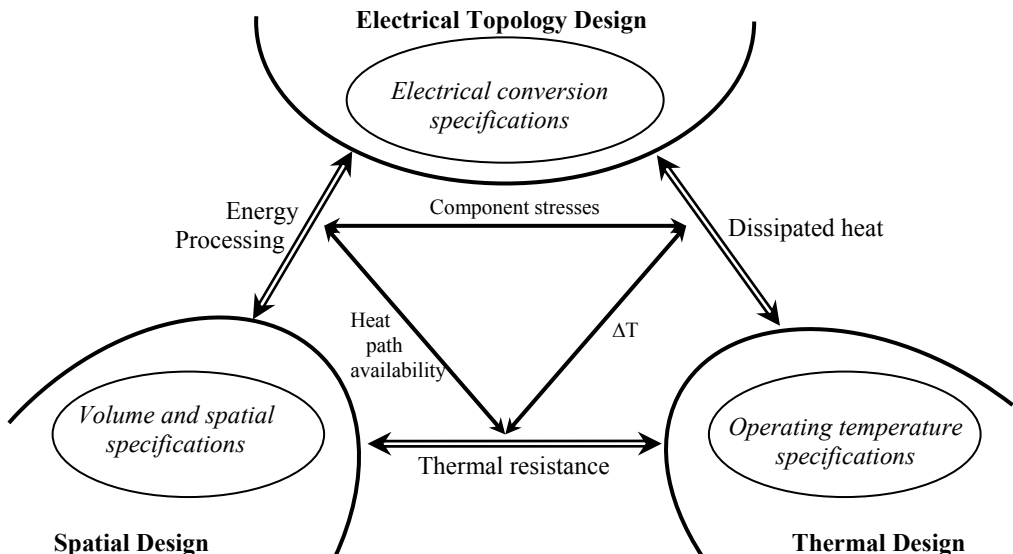 Electrical Topology Design
Electrical conversion
specifications
Energy
Processing
Component stresses
Dissipated heat
Heat
path
availability
ΔT
Volume and spatial
specifications
Thermal resistance
Operating temperature
specifications
Spatial Design
Thermal Design